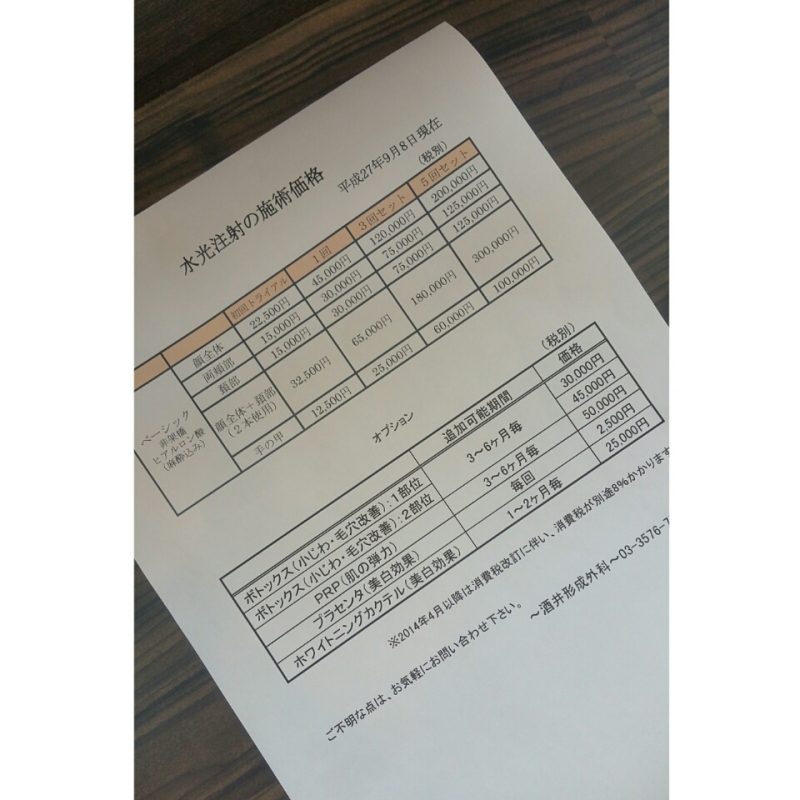 水光注射の施術価格
平成27年9月8日現在
(税別)
初回トライアル 1回 3回セット 5回セット
ベーシック
非架橋
ヒアルロン酸
(麻酔込み)
顔全体 22,500円 45,000円 120,000円 200,000円
両頬部 15,000円 30,000円 75,000円 125,000円
頚部 15,000円 30,000円 75,000円 125,000円
顔全体+頚部
(2本使用) 32,500円 65,000円 180,000円 300,000円
手の甲 12,500円 25,000円 60,000円 100,000円
オプション
(税別)
追加可能期間 価格
ボトックス(小じわ・毛穴改善):1部位 3~6ヶ月毎 30,000円
ボトックス(小じわ・毛穴改善):2部位 45,000円
PRP(肌の弾力) 3~6ヶ月毎 50,000円
プラセンタ(美白効果) 毎回 2,500円
ホワイトニングカクテル(美白効果) 1~2ヶ月毎 25,000円
※2014年4月以降は消費税改訂に伴い、消費税が別途8%かかります
ご不明な点は、お気軽にお問い合わせ下さい。
~酒井形成外科~03-3576-7